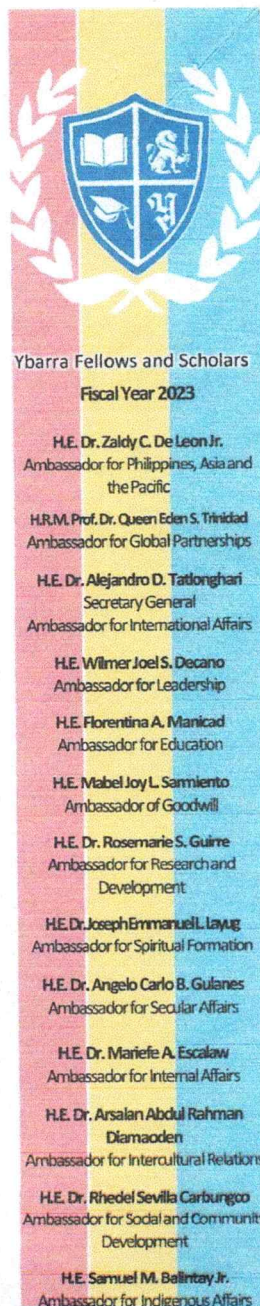 Ybarra Fellows and Scholars
Fiscal Year 2023
H.E. Dr. Zaldy C. De Leon Jr.
Ambassador for Philippines, Asia and
the Pacific
H.R.M. Prof. Dr. Queen Eden S. Trinidad
Ambassador for Global Partnerships
H.E. Dr. Alejandro D. Tatlonghari
Secretary General
Ambassador for International Affairs
H.E. Wilmer Joel S. Decano
Ambassador for Leadership
H.E. Florentina A. Manicad
Ambassador for Education
H.E. Mabel Joy L. Sarmiento
Ambassador of Goodwill
H.E. Dr. Rosemarie S. Guirre
Ambassador for Research and
Development
H.E. Dr. Joseph Emmanuel L. Layug
Ambassador for Spiritual Formation
H.E. Dr. Angelo Carlo B. Gulanes
Ambassador for Secular Affairs
H.E. Dr. Mariefe A. Escalaw
Ambassador for Internal Affairs
H.E. Dr. Arsalan Abdul Rahman
Diamaoden
Ambassador for Intercultural Relations
H.E. Dr. Rhedel Sevilla Carbungco
Ambassador for Social and Communit
Development
H.E. Samuel M. Balintay Jr.
Ambassador for Indigenous Affairs